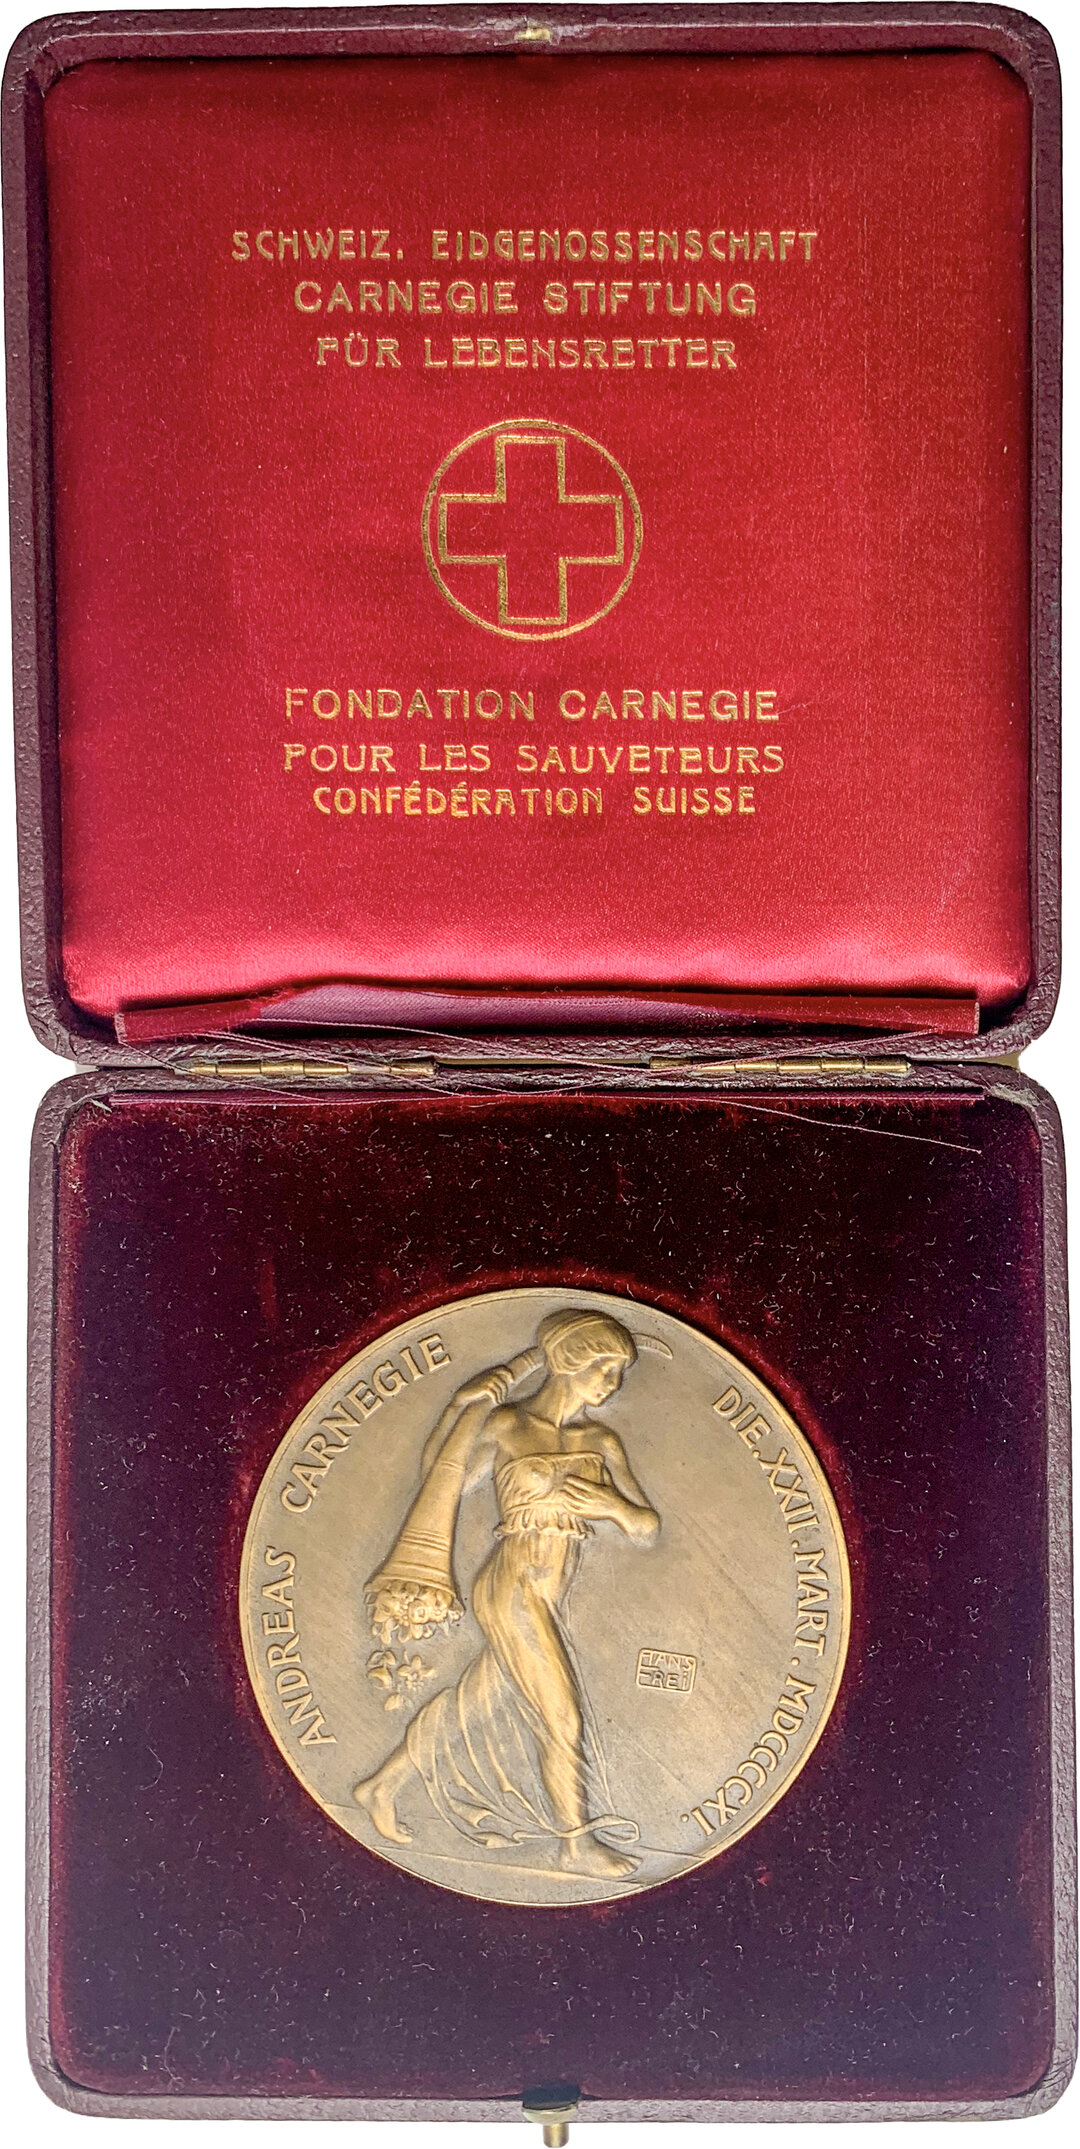 SCHWEIZ. EIDGENOSSENSCHAFT
CARNEGIE STIFTUNG
FÜR LEBENSRETTER
FONDATION CARNEGIE
POUR LES SAUVETEURS
CONFÉDÉRATION SUISSE
ANDREAS CARNEGIE
DIE.XXII.MART.MDCCCCXI.
HANS
FREI